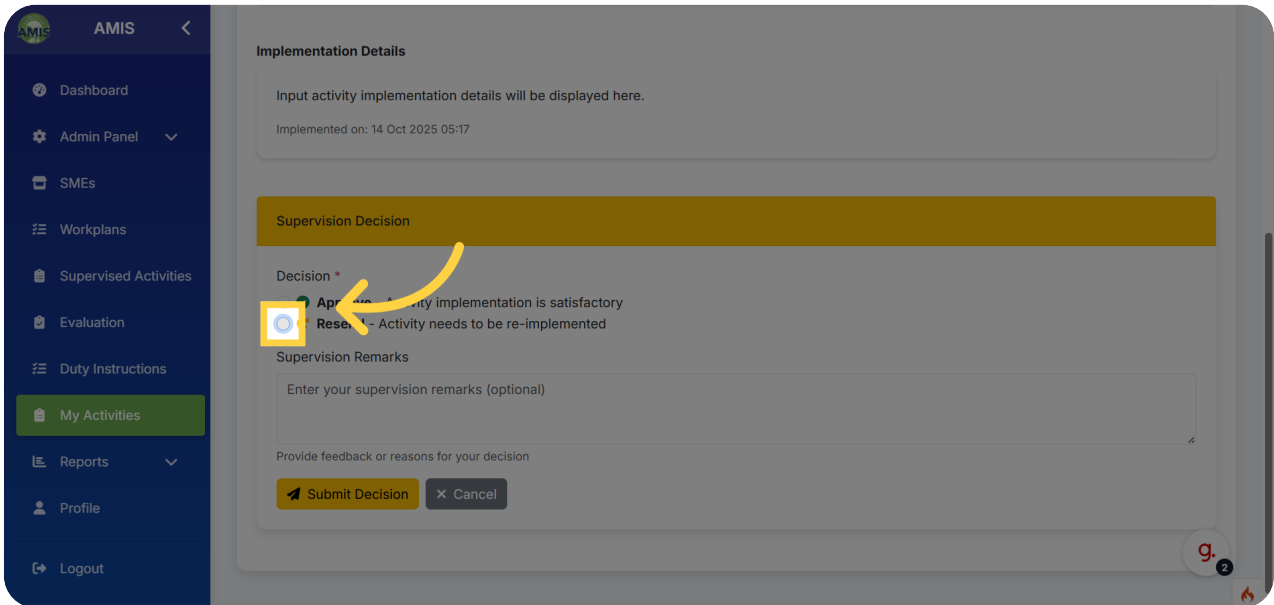 AMIS
AMIS
Dashboard
Admin Panel
SMEs
Workplans
Supervised Activities
Evaluation
Duty Instructions
My Activities
Reports
Profile
Logout
Implementation Details
Input activity implementation details will be displayed here.
Implemented on: 14 Oct 2025 05:17
Supervision Decision
Decision *
Approve - Activity implementation is satisfactory
Resend - Activity needs to be re-implemented
Supervision Remarks
Enter your supervision remarks (optional)
Provide feedback or reasons for your decision
Submit Decision
Cancel
g.
2